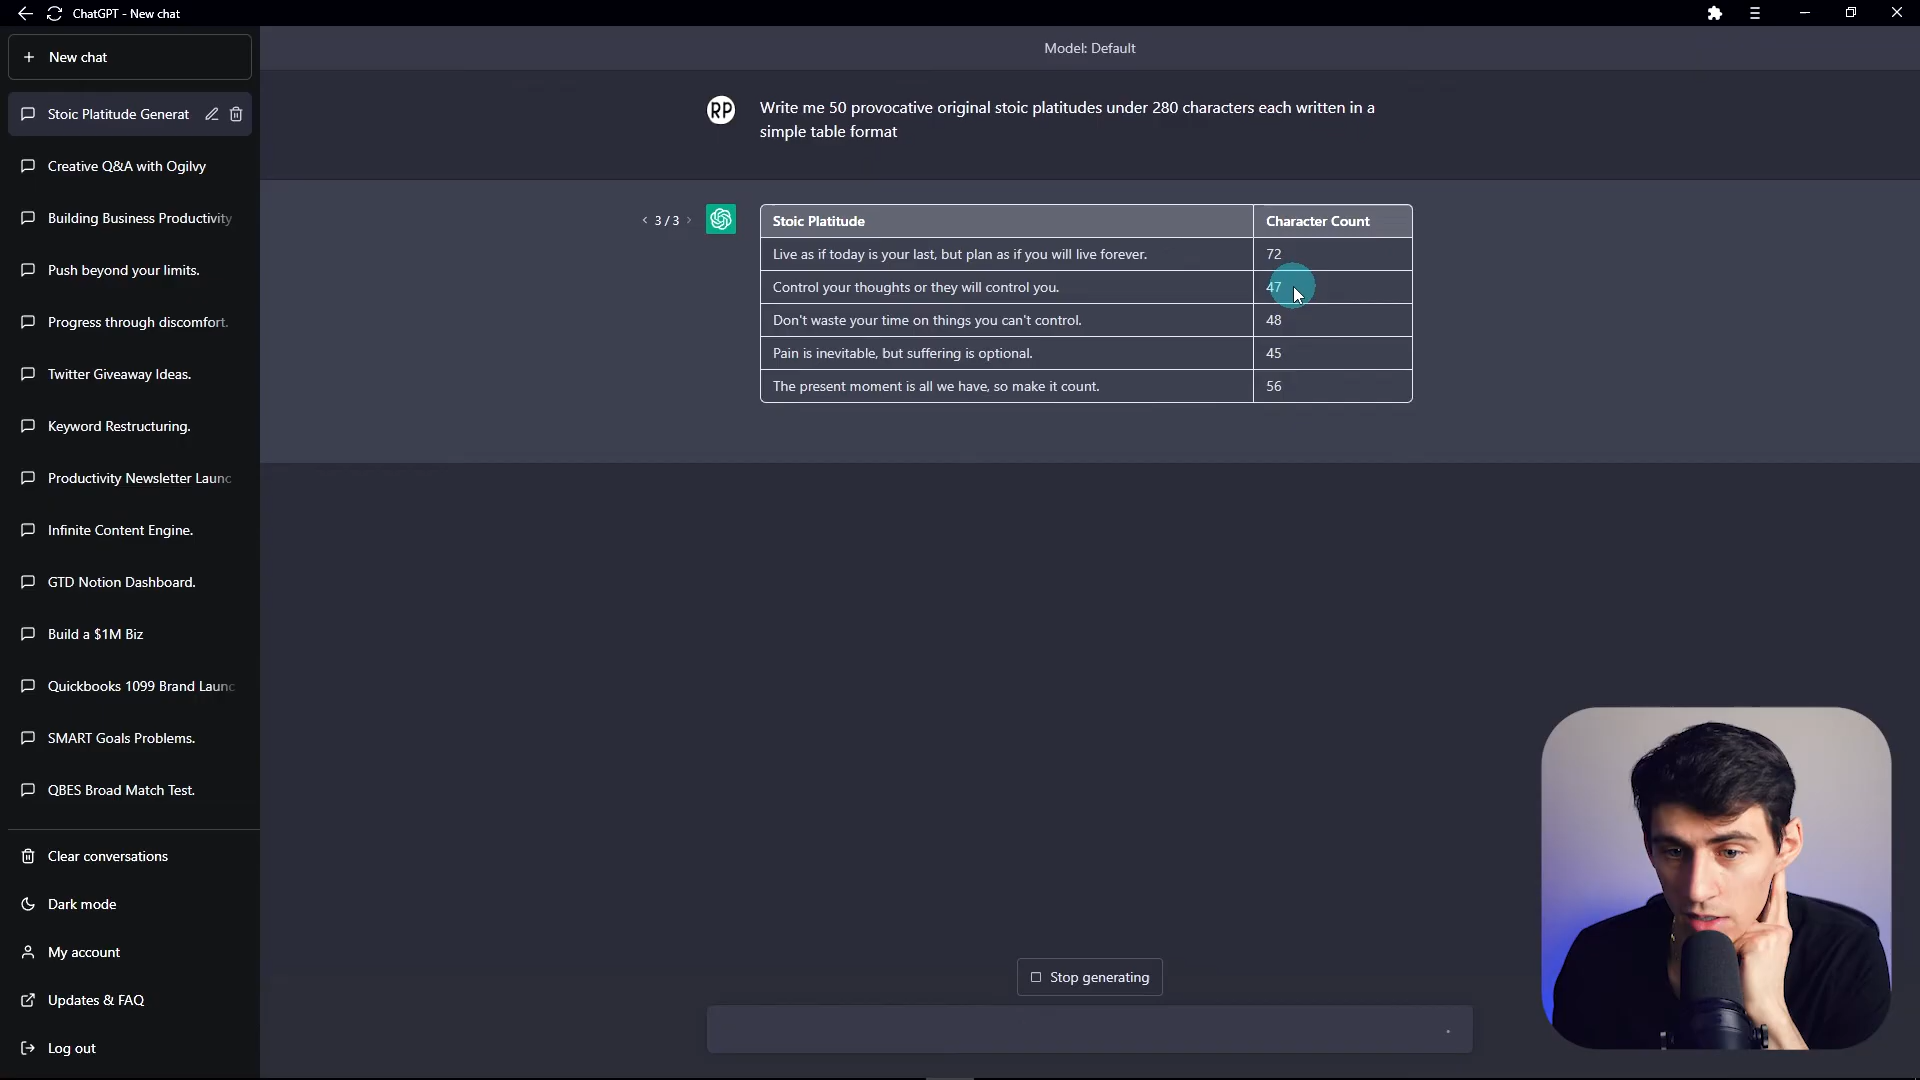 ChatGPT - New chat
New chat
Stoic Platitude Generat
Creative Q&A with Ogilvy
Building Business Productivity
Push beyond your limits.
Progress through discomfort.
Twitter Giveaway Ideas.
Keyword Restructuring.
Productivity Newsletter Launc
Infinite Content Engine.
GTD Notion Dashboard.
Build a $1M Biz
Quickbooks 1099 Brand Launc
SMART Goals Problems.
QBES Broad Match Test.
Clear conversations
Dark mode
My account
Updates & FAQ
Log out
Model: Default
RP
Write me 50 provocative original stoic platitudes under 280 characters each written in a
simple table format
< 3 / 3 >
Stoic Platitude Character Count
Live as if today is your last, but plan as if you will live forever. 72
Control your thoughts or they will control you. 47
Don't waste your time on things you can't control. 48
Pain is inevitable, but suffering is optional. 45
The present moment is all we have, so make it count. 56
Stop generating